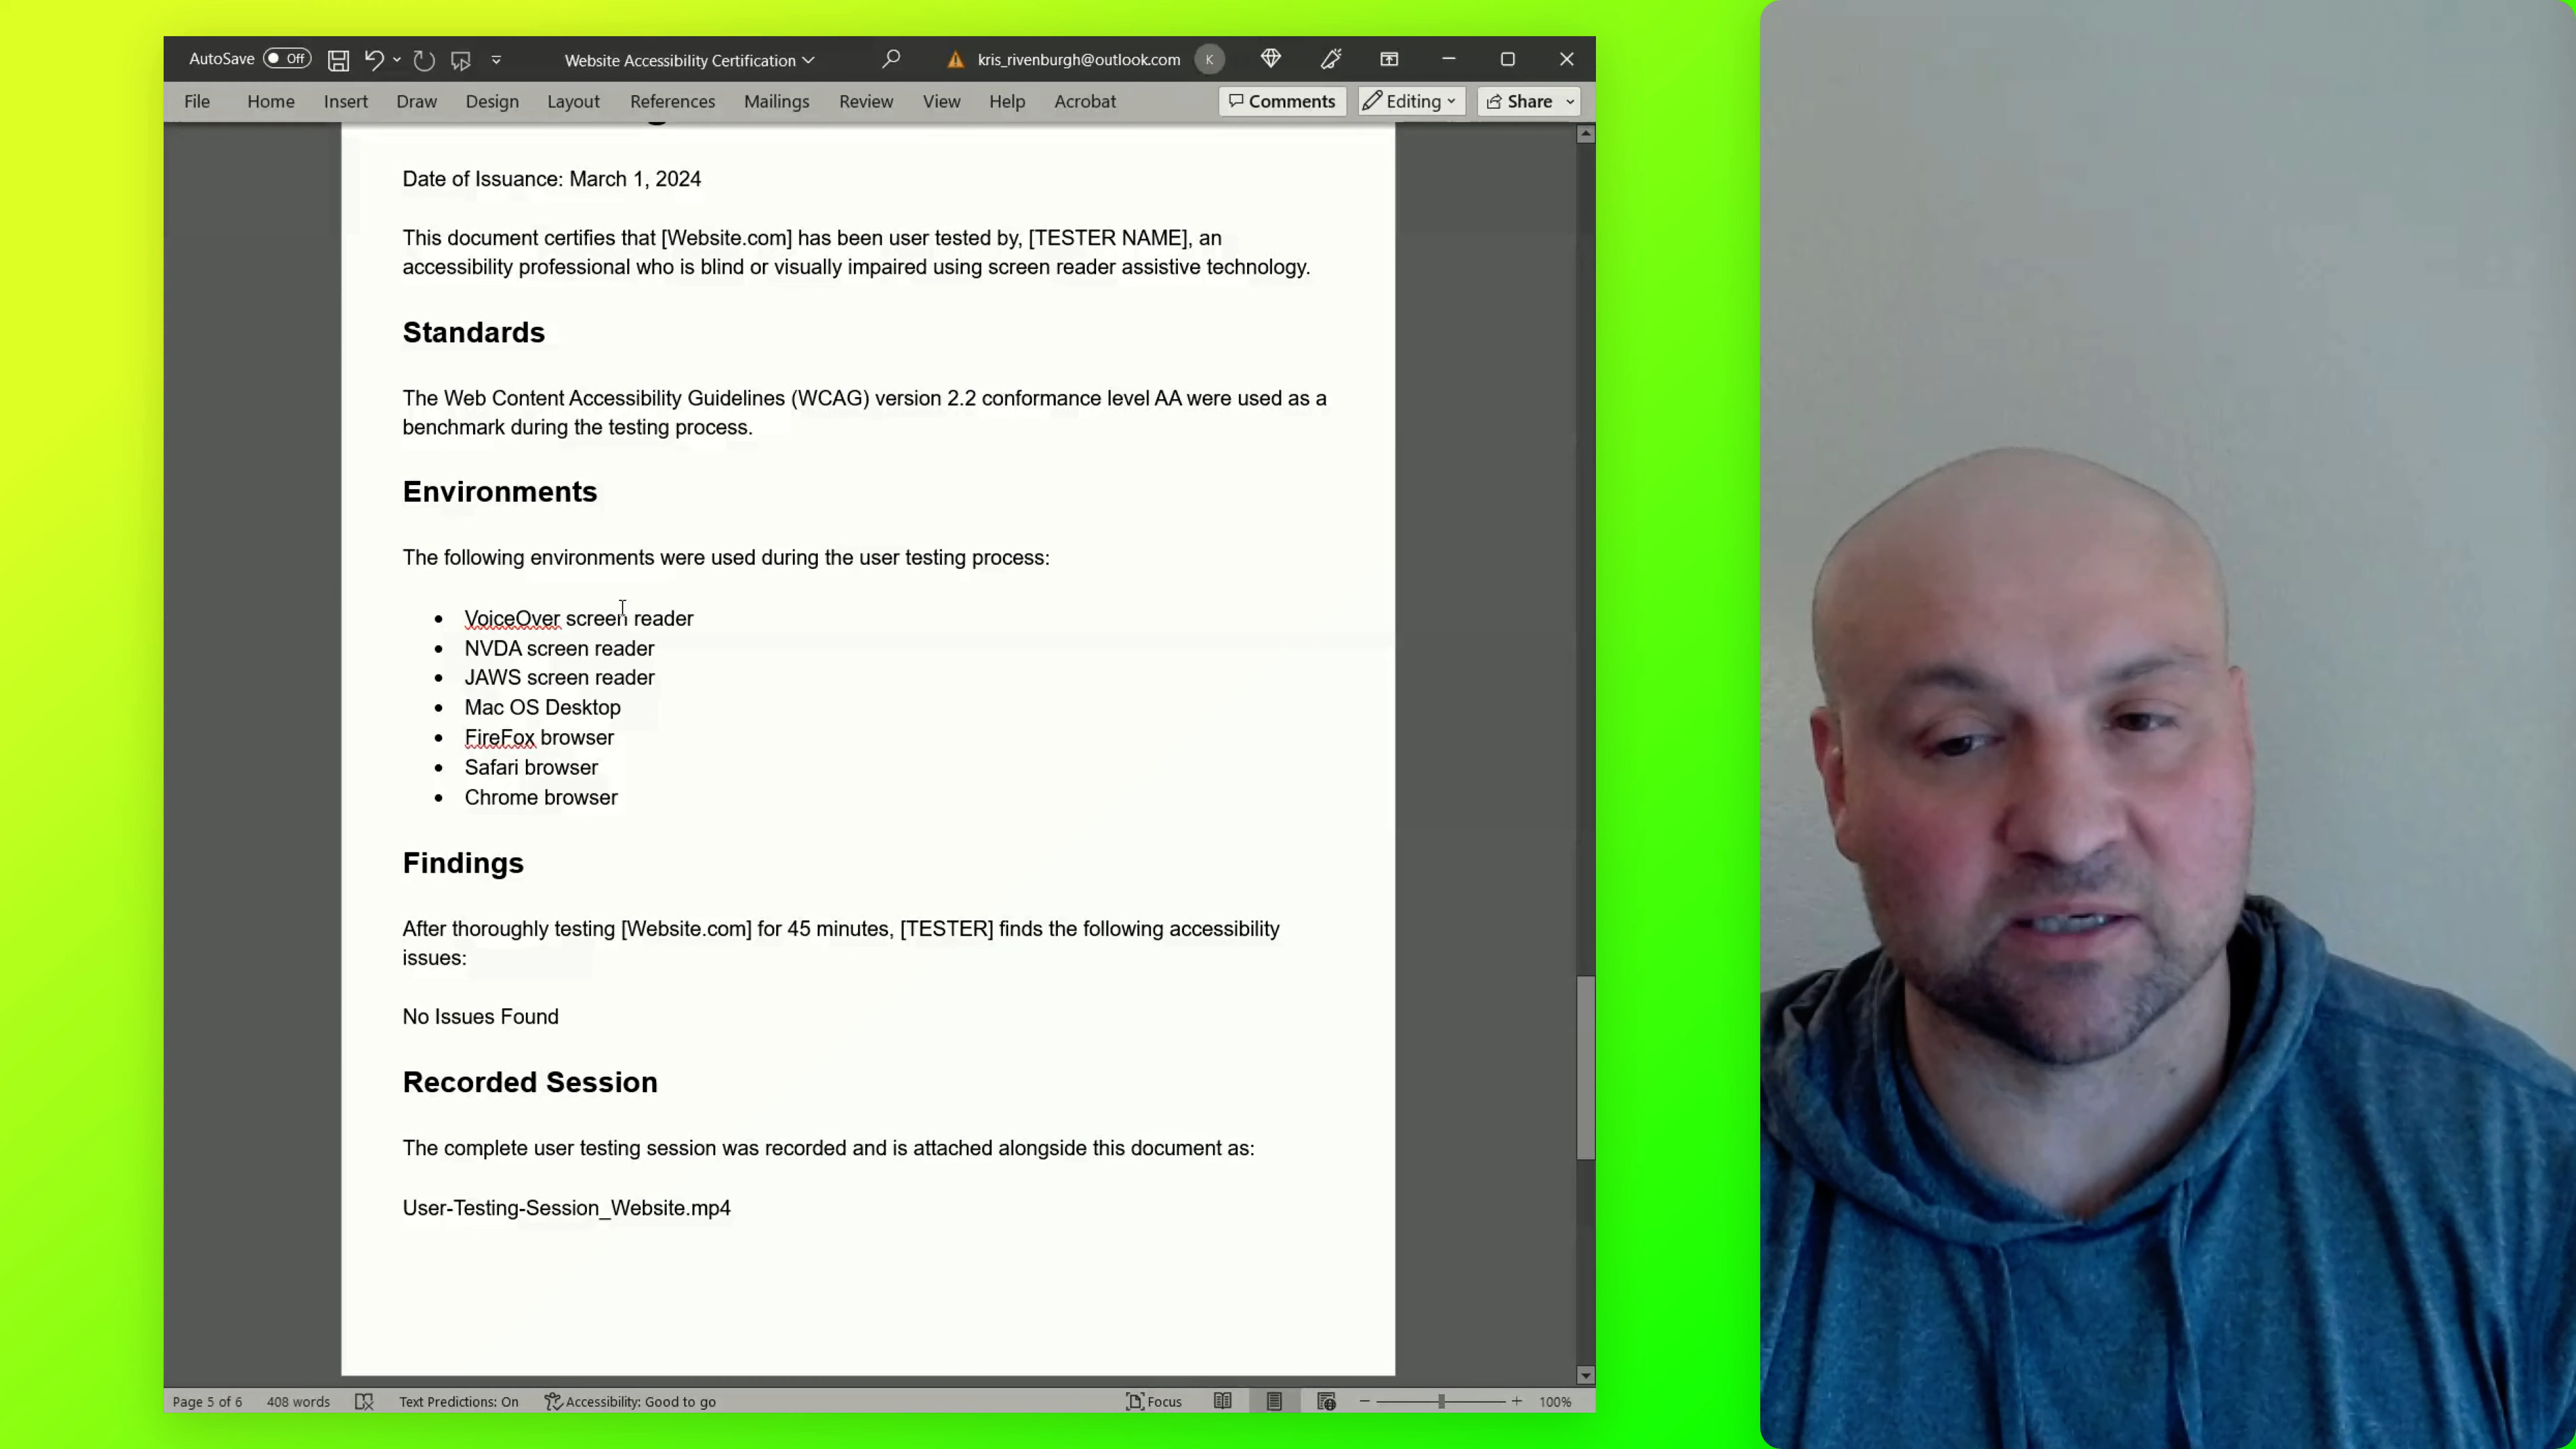 AutoSave Off Website Accessibility Certification kris_rivenburgh@outlook.com K
File Home Insert Draw Design Layout References Mailings Review View Help Acrobat Comments Editing Share
Date of Issuance: March 1, 2024
This document certifies that [Website.com] has been user tested by, [TESTER NAME], an
accessibility professional who is blind or visually impaired using screen reader assistive technology.
Standards
The Web Content Accessibility Guidelines (WCAG) version 2.2 conformance level AA were used as a
benchmark during the testing process.
Environments
The following environments were used during the user testing process:
• VoiceOver screen reader
• NVDA screen reader
• JAWS screen reader
• Mac OS Desktop
• FireFox browser
• Safari browser
• Chrome browser
Findings
After thoroughly testing [Website.com] for 45 minutes, [TESTER] finds the following accessibility
issues:
No Issues Found
Recorded Session
The complete user testing session was recorded and is attached alongside this document as:
User-Testing-Session_Website.mp4
Page 5 of 6 408 words Text Predictions: On Accessibility: Good to go Focus 100%